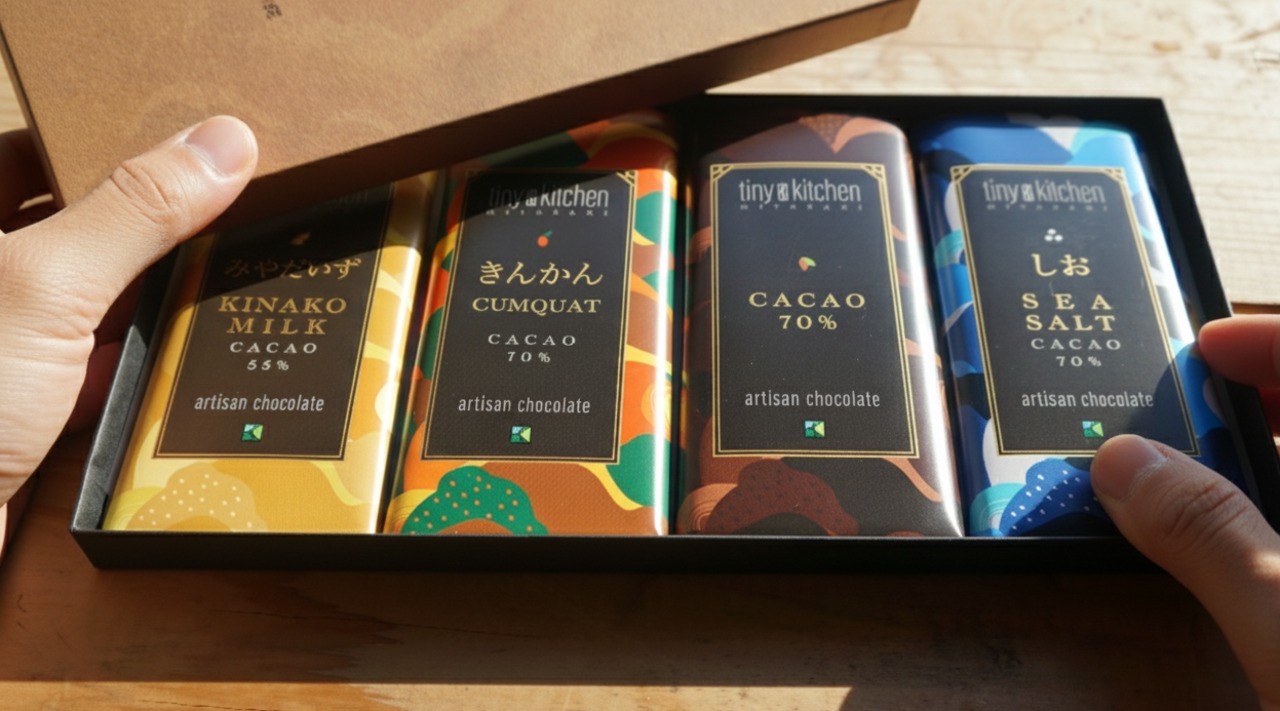 kitchen
みやだいず
KINAKO
MILK
CACAO
55%
artisan chocolate
tiny kitchen
きんかん
CUMQUAT
CACAO
70%
artisan chocolate
tiny kitchen
CACAO
70%
artisan chocolate
tiny kitchen
しお
SEA
SALT
CACAO
70%
artisan chocolate